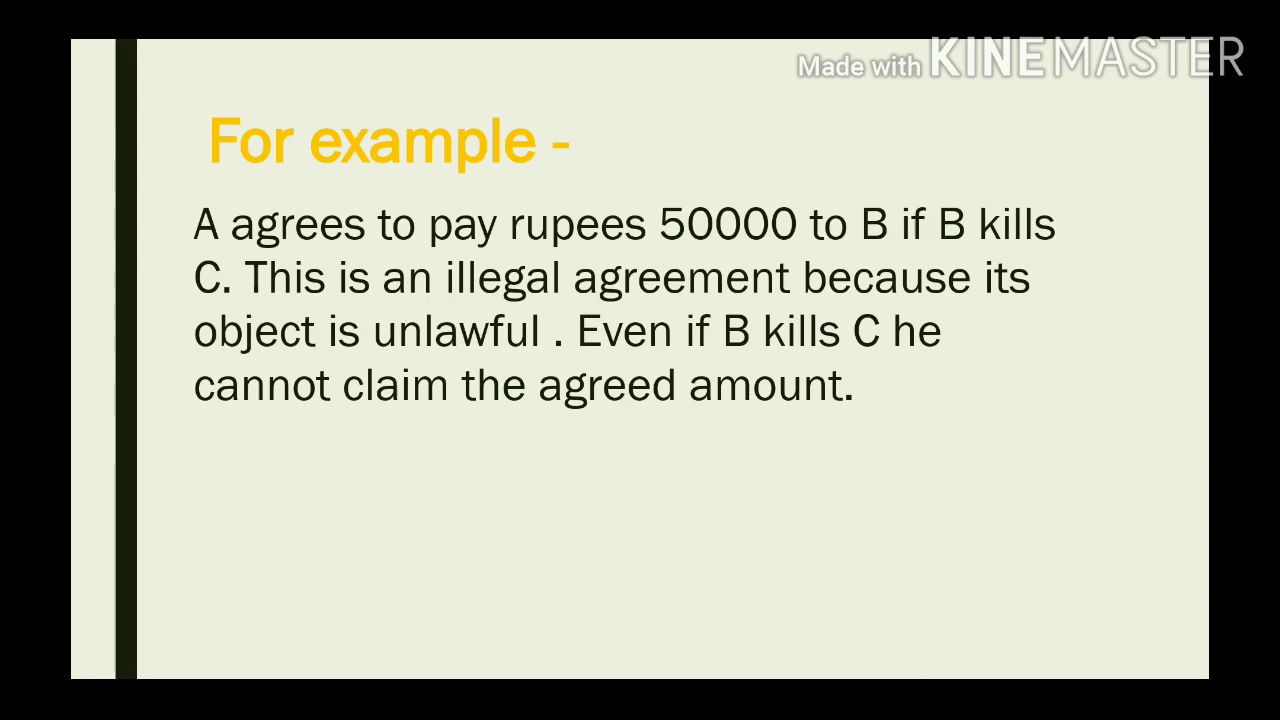 Made with KINEMASTER
For example -
A agrees to pay rupees 50000 to B if B kills
C. This is an illegal agreement because its
object is unlawful . Even if B kills C he
cannot claim the agreed amount.